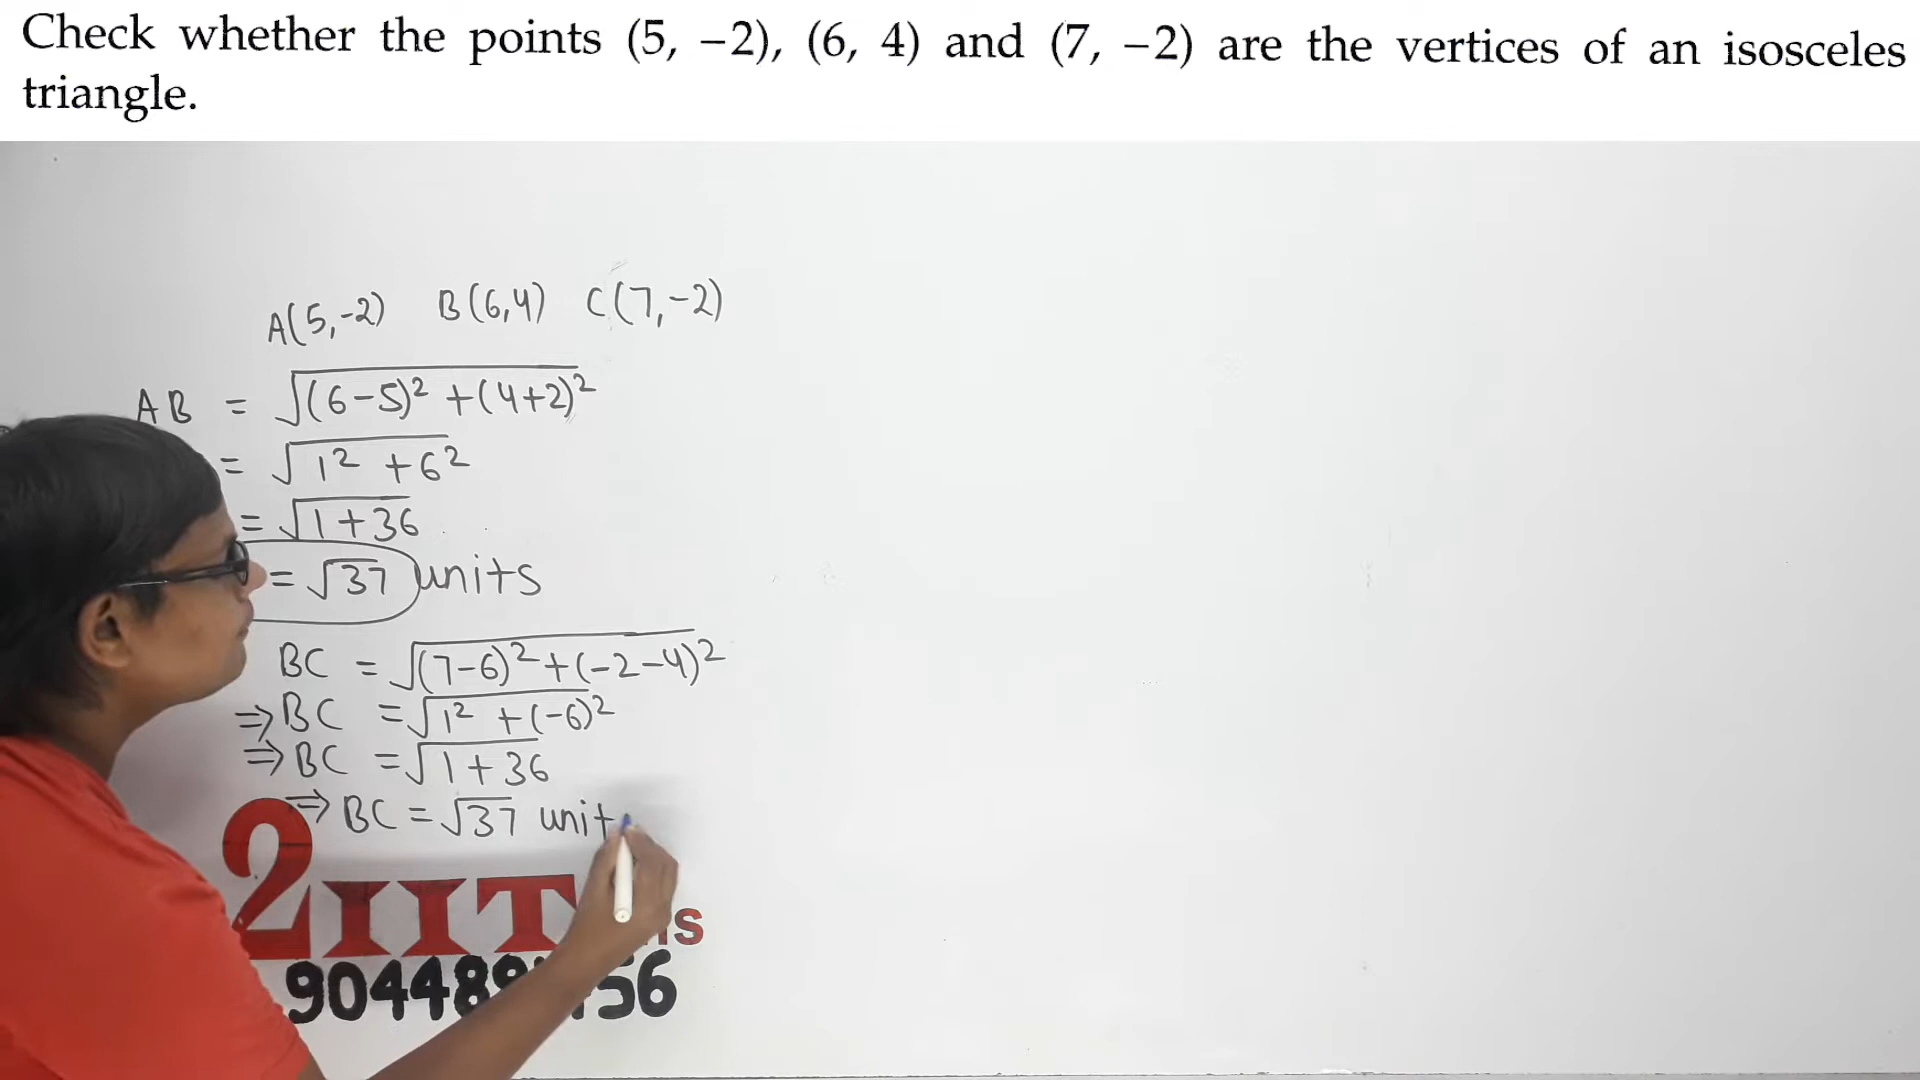 Check whether the points (5, −2), (6, 4) and (7, −2) are the vertices of an isosceles
triangle.
A(5,-2) B(6,4) C(7,-2)
AB = √(6-5)² + (4+2)²
= √1² + 6²
= √1+36
= √37 units
BC = √(7-6)² + (-2-4)²
⇒ BC = √1² + (-6)²
⇒ BC = √1+36
⇒ BC = √37 unit
2IIT